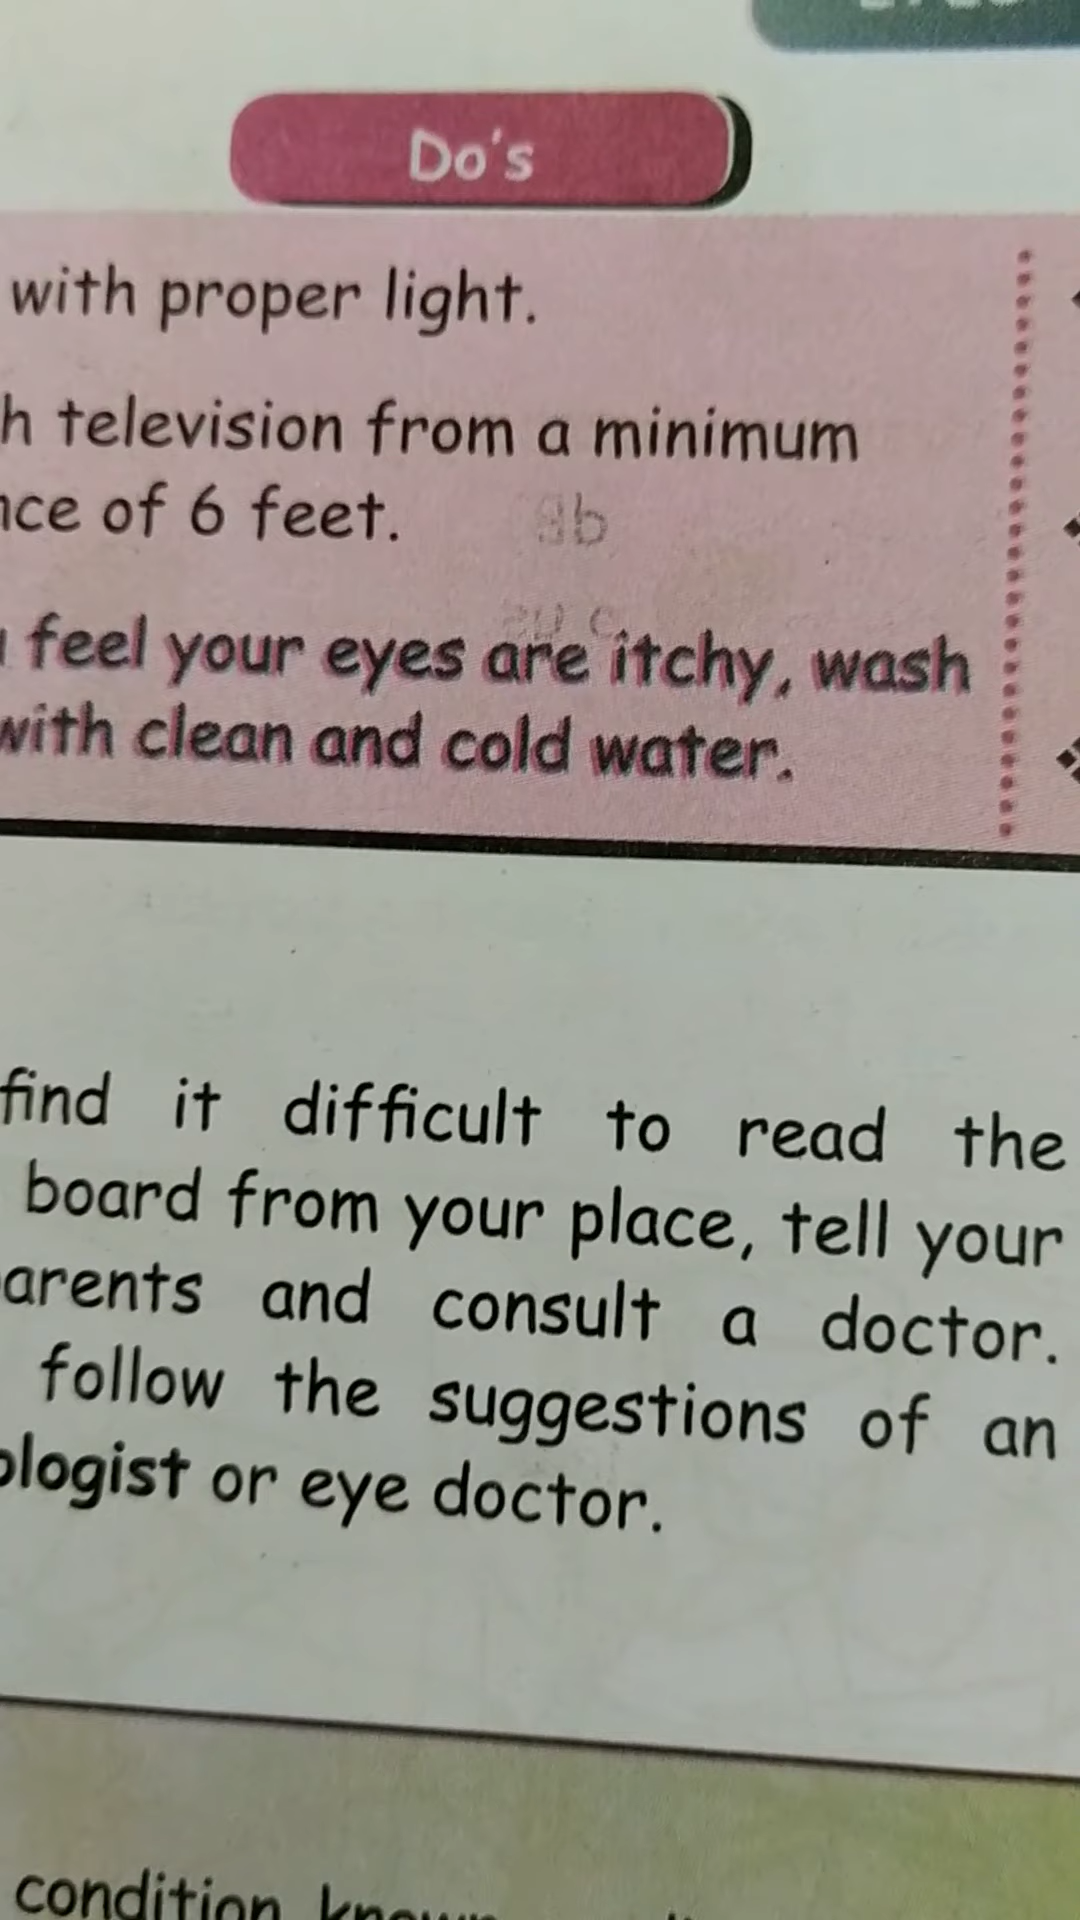 Do's
with proper light.
h television from a minimum
nce of 6 feet.
feel your eyes are itchy, wash
with clean and cold water.
find it difficult to read the
board from your place, tell your
arents and consult a doctor.
follow the suggestions of an
ologist or eye doctor.
condition